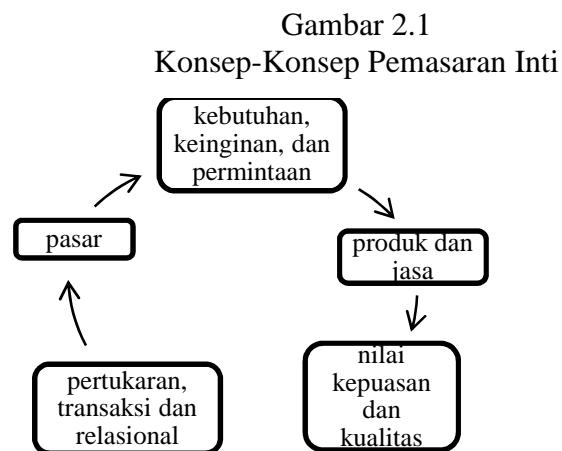 Gambar 2.1
Konsep-Konsep Pemasaran Inti
kebutuhan,
keinginan, dan
permintaan
pasar
produk dan
jasa
pertukaran,
transaksi dan
relasional
nilai
kepuasan
dan
kualitas